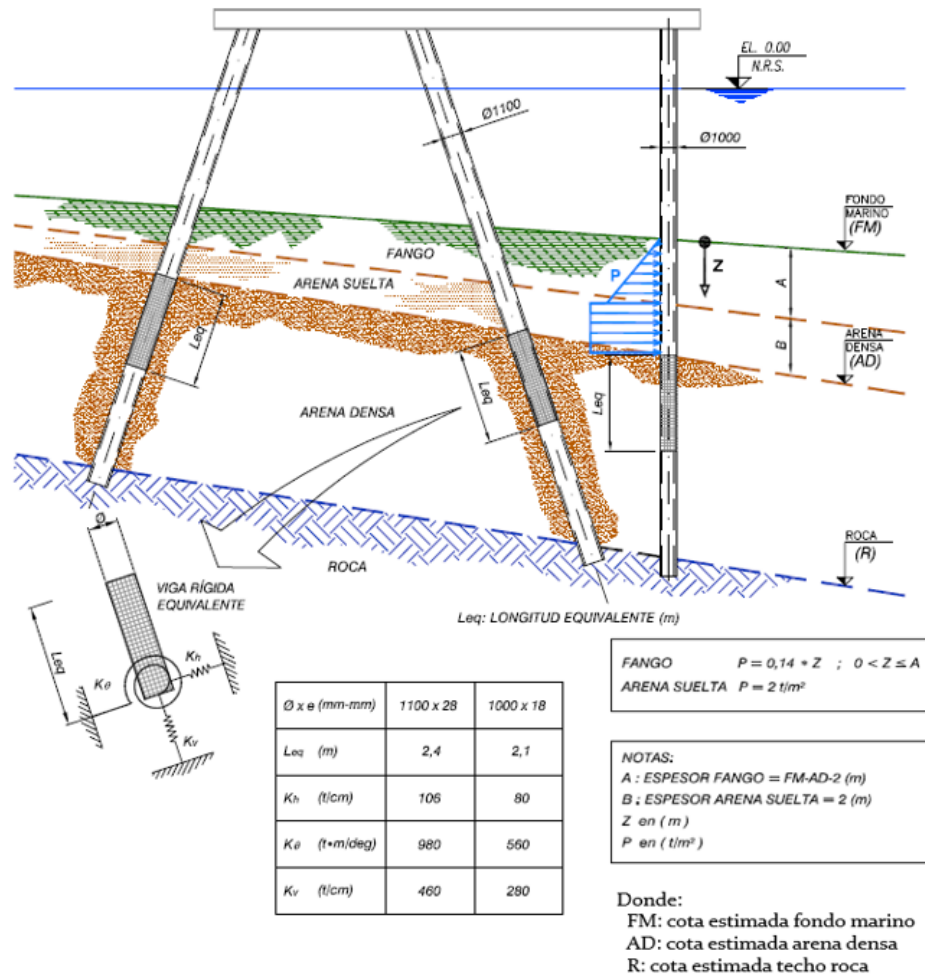 EL. 0.00
N.R.S.
Ø1100
Ø1000
FONDO
MARINO
(FM)
FANGO
Z
P
A
ARENA SUELTA
B
ARENA
DENSA
(AD)
Leq
Leq
Leq
ARENA DENSA
ROCA
(R)
Ø
ROCA
VIGA RÍGIDA
EQUIVALENTE
Leq: LONGITUD EQUIVALENTE (m)
Leq
Kh
Kθ
Kv
FANGO P = 0,14 * Z ; 0 < Z ≤ A
ARENA SUELTA P = 2 t/m²
Ø x e (mm-mm) 1100 x 28 1000 x 18
Leq (m) 2,4 2,1
Kh (t/cm) 106 80
Kθ (t*m/deg) 980 560
Kv (t/cm) 460 280
NOTAS:
A : ESPESOR FANGO = FM-AD-2 (m)
B ; ESPESOR ARENA SUELTA = 2 (m)
Z en ( m )
P en ( t/m² )
Donde:
FM: cota estimada fondo marino
AD: cota estimada arena densa
R: cota estimada techo roca